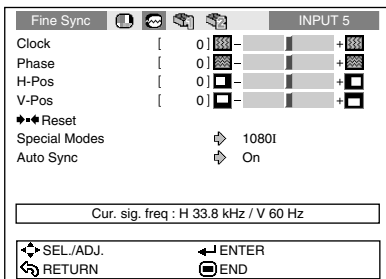 Fine Sync INPUT 5
Clock [ 0 ] – +
Phase [ 0 ] – +
H-Pos [ 0 ] – +
V-Pos [ 0 ] – +
Reset
Special Modes 1080I
Auto Sync On
Cur. sig. freq : H 33.8 kHz / V 60 Hz
SEL./ADJ. ENTER
RETURN END